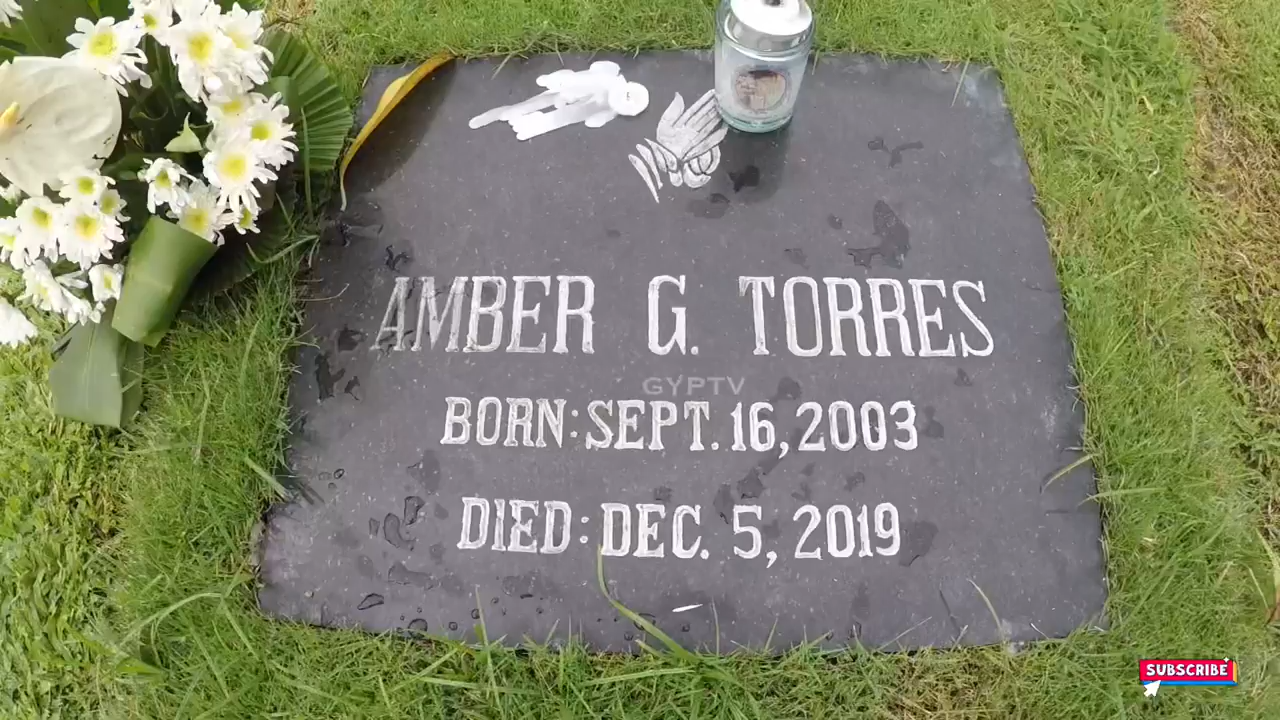 AMBER G. TORRES
GYPTV
BORN: SEPT. 16, 2003
DIED: DEC. 5, 2019
SUBSCRIBE